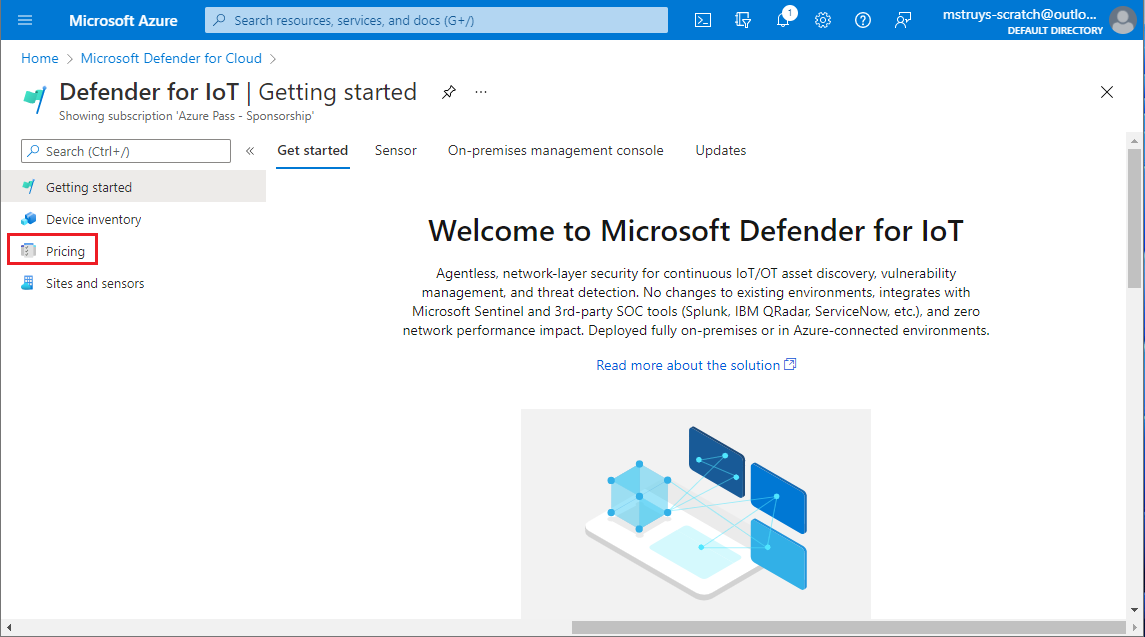 Microsoft Azure
Search resources, services, and docs (G+/)
1
mstruys-scratch@outlo...
DEFAULT DIRECTORY
Home > Microsoft Defender for Cloud >
Defender for IoT | Getting started
...
Showing subscription 'Azure Pass - Sponsorship'
Search (Ctrl+/)
«
Get started
Sensor
On-premises management console
Updates
Getting started
Device inventory
Pricing
Sites and sensors
Welcome to Microsoft Defender for IoT
Agentless, network-layer security for continuous IoT/OT asset discovery, vulnerability
management, and threat detection. No changes to existing environments, integrates with
Microsoft Sentinel and 3rd-party SOC tools (Splunk, IBM QRadar, ServiceNow, etc.), and zero
network performance impact. Deployed fully on-premises or in Azure-connected environments.
Read more about the solution